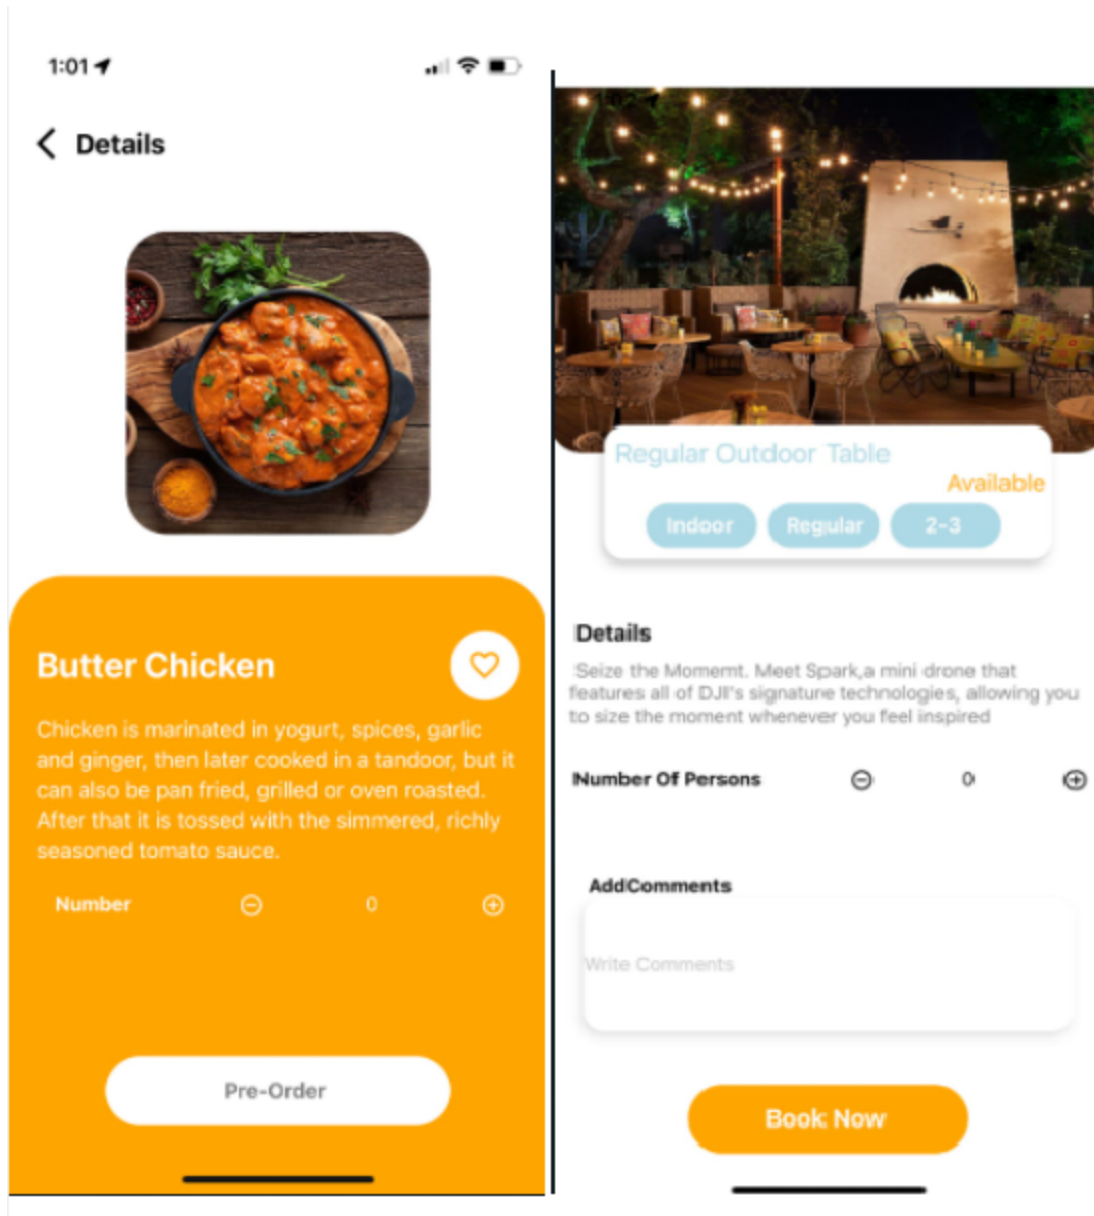 1:01
Details
Butter Chicken
Chicken is marinated in yogurt, spices, garlic
and ginger, then later cooked in a tandoor, but it
can also be pan fried, grilled or oven roasted.
After that it is tossed with the simmered, richly
seasoned tomato sauce.
Number 0
Pre-Order
Regular Outdoor Table
Available
Indoor Regular 2-3
Details
Seize the Momemt. Meet Spark,a mini drone that
features all of DJI's signature technologies, allowing you
to size the moment whenever you feel inspired
Number Of Persons 0
Add Comments
Write Comments
Book Now